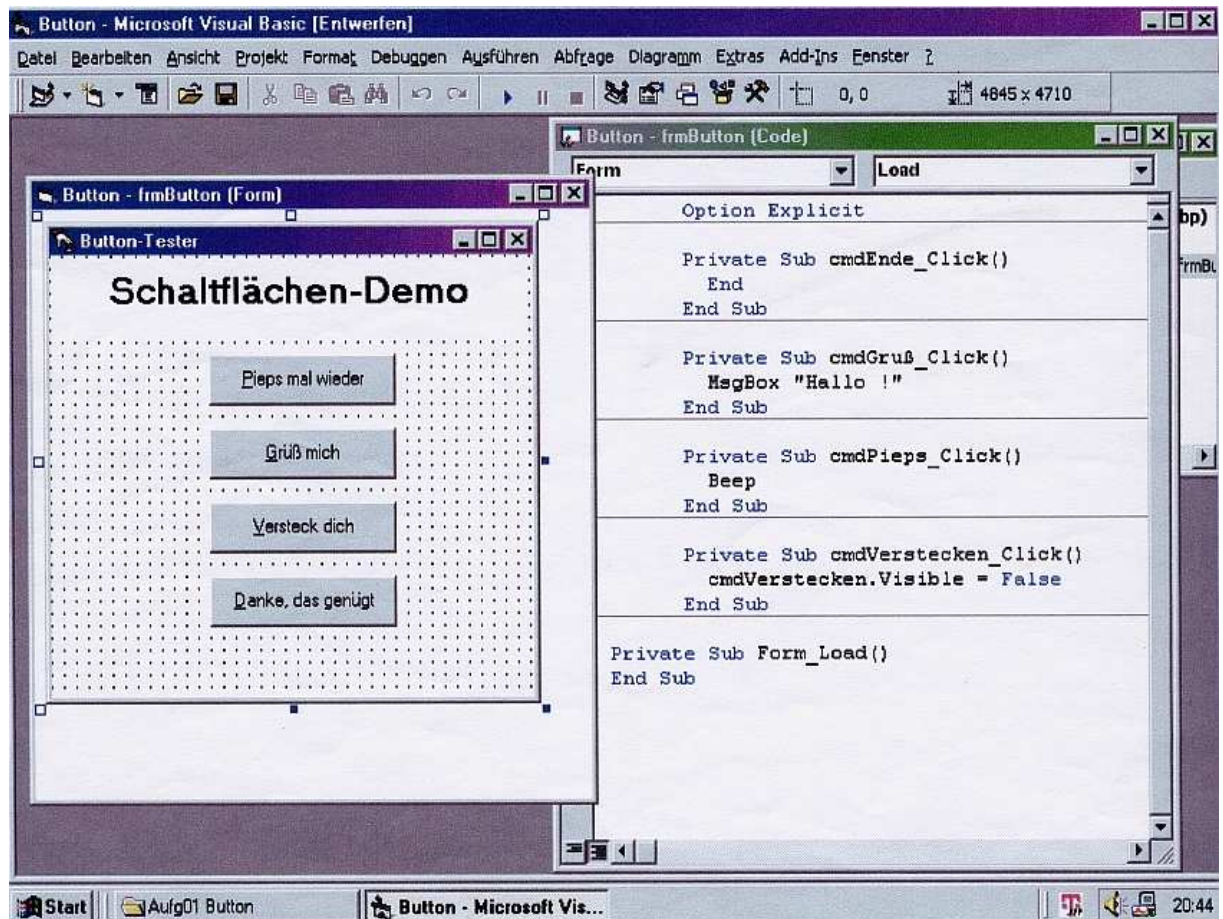 Button - Microsoft Visual Basic [Entwerfen]
Datei Bearbeiten Ansicht Projekt Format Debuggen Ausführen Abfrage Diagramm Extras Add-Ins Fenster ?
0, 0 4845 x 4710
Button - frmButton (Code)
Form Load
Button - frmButton (Form)
Button-Tester
Schaltflächen-Demo
Pieps mal wieder
Grüß mich
Versteck dich
Danke, das genügt
Option Explicit
Private Sub cmdEnde_Click()
End
End Sub
Private Sub cmdGruß_Click()
MsgBox "Hallo !"
End Sub
Private Sub cmdPieps_Click()
Beep
End Sub
Private Sub cmdVerstecken_Click()
cmdVerstecken.Visible = False
End Sub
Private Sub Form_Load()
End Sub
bp)
frmBu
Start Aufg01 Button Button - Microsoft Vis... 20:44